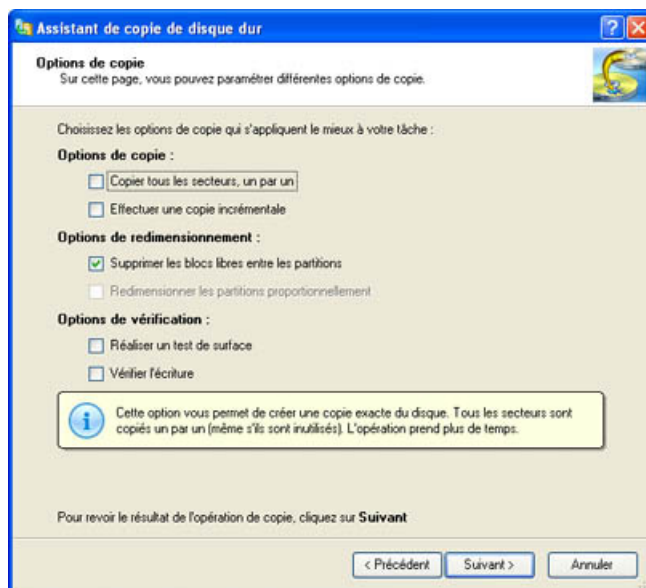 Assistant de copie de disque dur
Options de copie
Sur cette page, vous pouvez paramétrer différentes options de copie.
Choisissez les options de copie qui s'appliquent le mieux à votre tâche :
Options de copie :
Copier tous les secteurs, un par un
Effectuer une copie incrémentale
Options de redimensionnement :
Supprimer les blocs libres entre les partitions
Redimensionner les partitions proportionnellement
Options de vérification :
Réaliser un test de surface
Vérifier l'écriture
Cette option vous permet de créer une copie exacte du disque. Tous les secteurs sont
copiés un par un (même s'ils sont inutilisés). L'opération prend plus de temps.
Pour revoir le résultat de l'opération de copie, cliquez sur Suivant
< Précédent Suivant > Annuler